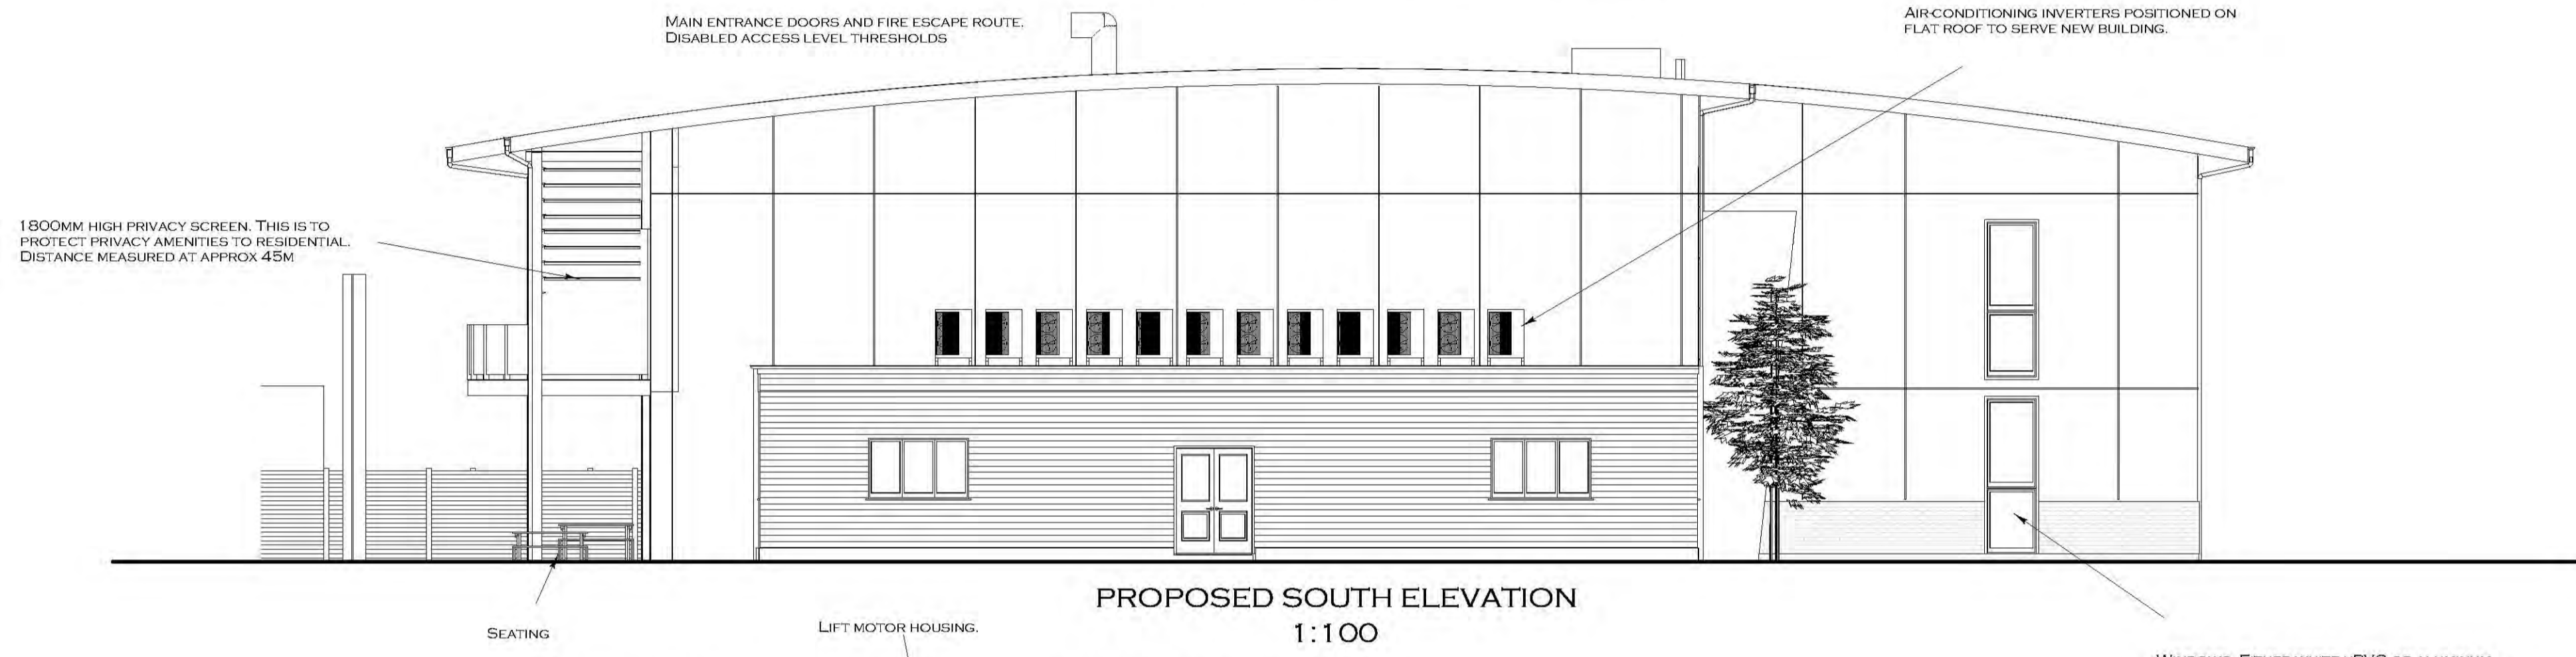 MAIN ENTRANCE DOORS AND FIRE ESCAPE ROUTE.
DISABLED ACCESS LEVEL THRESHOLDS
AIR-CONDITIONING INVERTERS POSITIONED ON
FLAT ROOF TO SERVE NEW BUILDING.
1800MM HIGH PRIVACY SCREEN. THIS IS TO
PROTECT PRIVACY AMENITIES TO RESIDENTIAL.
DISTANCE MEASURED AT APPROX 45M
PROPOSED SOUTH ELEVATION
1:100
SEATING
LIFT MOTOR HOUSING.